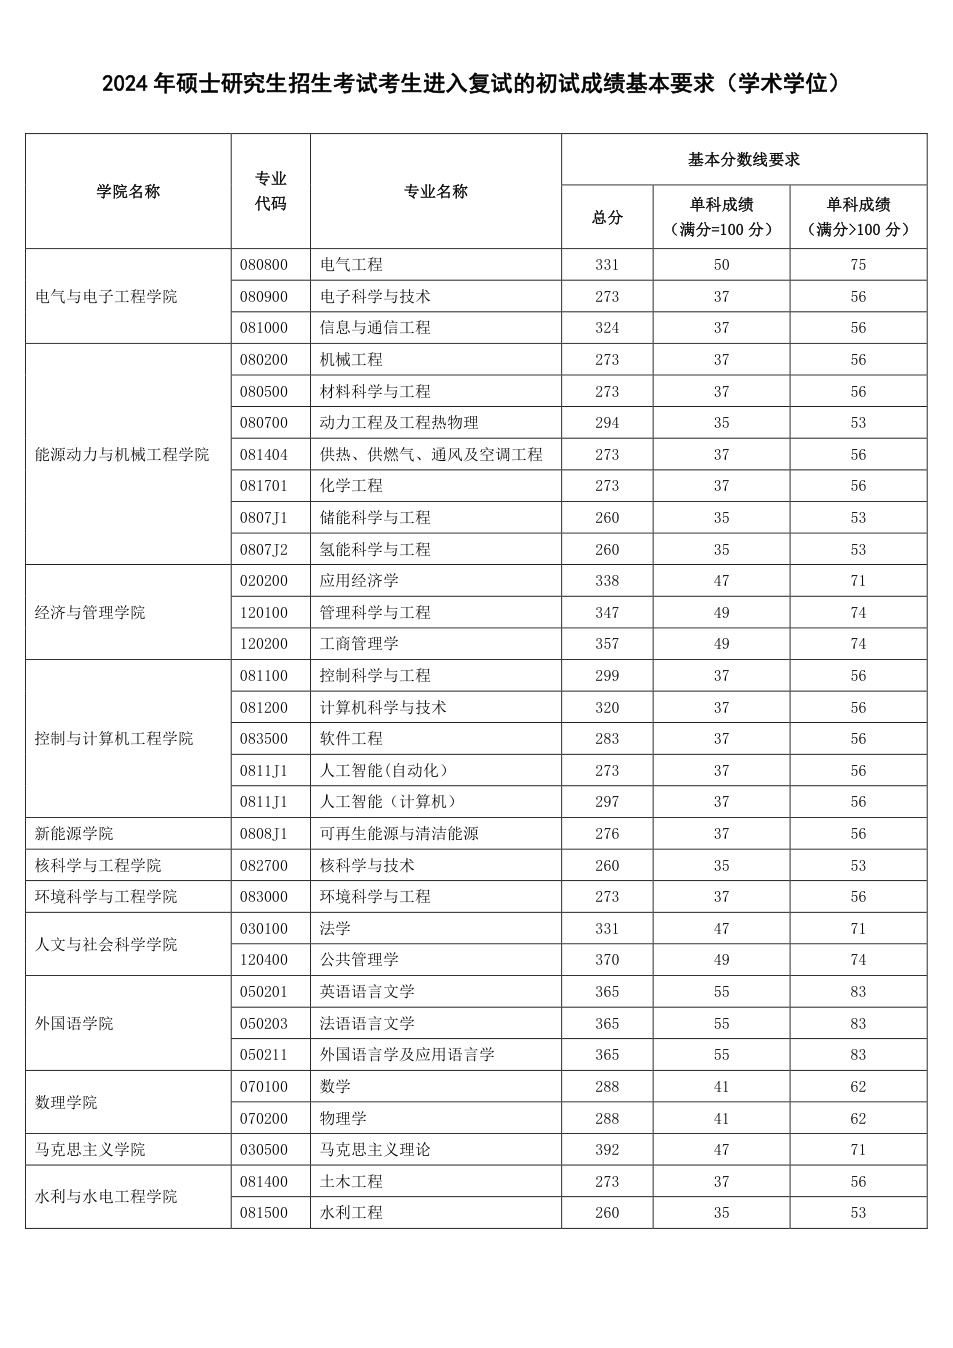 2024 年硕士研究生招生考试考生进入复试的初试成绩基本要求（学术学位）
学院名称 专业代码 专业名称 基本分数线要求
总分 单科成绩（满分=100 分） 单科成绩（满分>100 分）
电气与电子工程学院 080800 电气工程 331 50 75
080900 电子科学与技术 273 37 56
081000 信息与通信工程 324 37 56
能源动力与机械工程学院 080200 机械工程 273 37 56
080500 材料科学与工程 273 37 56
080700 动力工程及工程热物理 294 35 53
081404 供热、供燃气、通风及空调工程 273 37 56
081701 化学工程 273 37 56
0807J1 储能科学与工程 260 35 53
0807J2 氢能科学与工程 260 35 53
经济与管理学院 020200 应用经济学 338 47 71
120100 管理科学与工程 347 49 74
120200 工商管理学 357 49 74
控制与计算机工程学院 081100 控制科学与工程 299 37 56
081200 计算机科学与技术 320 37 56
083500 软件工程 283 37 56
0811J1 人工智能(自动化） 273 37 56
0811J1 人工智能（计算机） 297 37 56
新能源学院 0808J1 可再生能源与清洁能源 276 37 56
核科学与工程学院 082700 核科学与技术 260 35 53
环境科学与工程学院 083000 环境科学与工程 273 37 56
人文与社会科学学院 030100 法学 331 47 71
120400 公共管理学 370 49 74
外国语学院 050201 英语语言文学 365 55 83
050203 法语语言文学 365 55 83
050211 外国语言学及应用语言学 365 55 83
数理学院 070100 数学 288 41 62
070200 物理学 288 41 62
马克思主义学院 030500 马克思主义理论 392 47 71
水利与水电工程学院 081400 土木工程 273 37 56
081500 水利工程 260 35 53